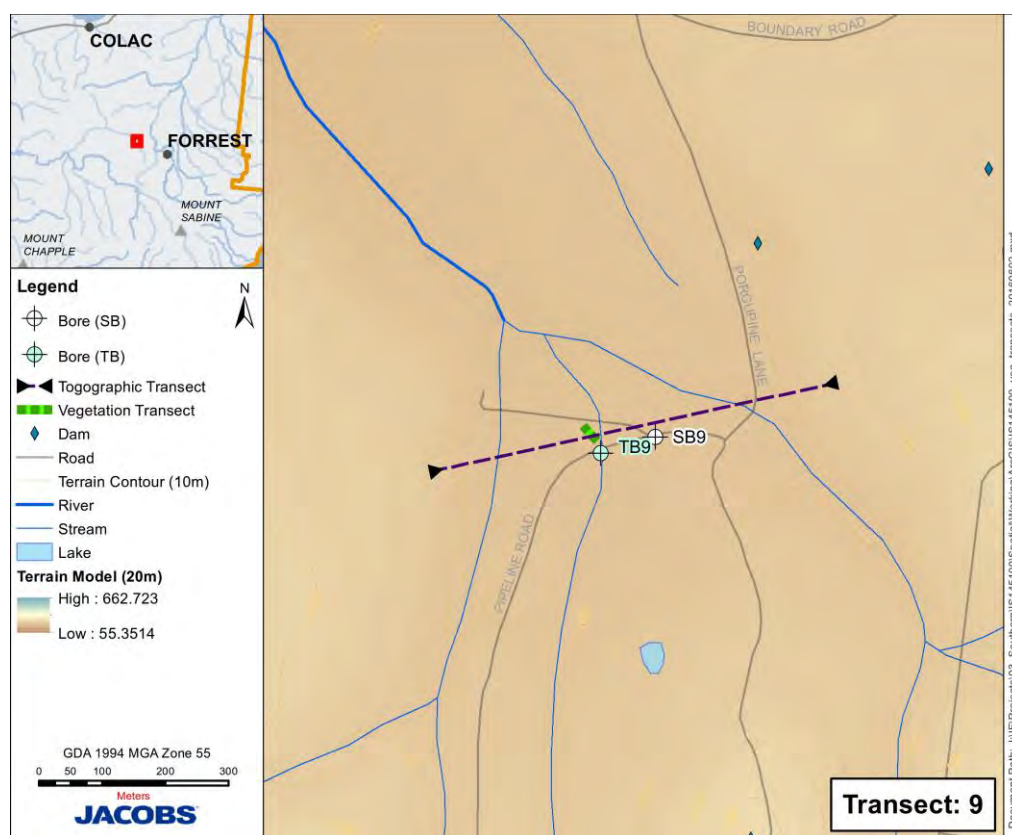 COLAC
FORREST
MOUNT
SABINE
MOUNT
CHAPPLE
Legend
N
Bore (SB)
Bore (TB)
Togographic Transect
Vegetation Transect
Dam
Road
Terrain Contour (10m)
River
Stream
Lake
Terrain Model (20m)
High : 662.723
Low : 55.3514
GDA 1994 MGA Zone 55
0 50 100 200 300
Meters
JACOBS
BOUNDARY ROAD
PORCUPINE LANE
SB9
TB9
PIPELINE ROAD
Transect: 9